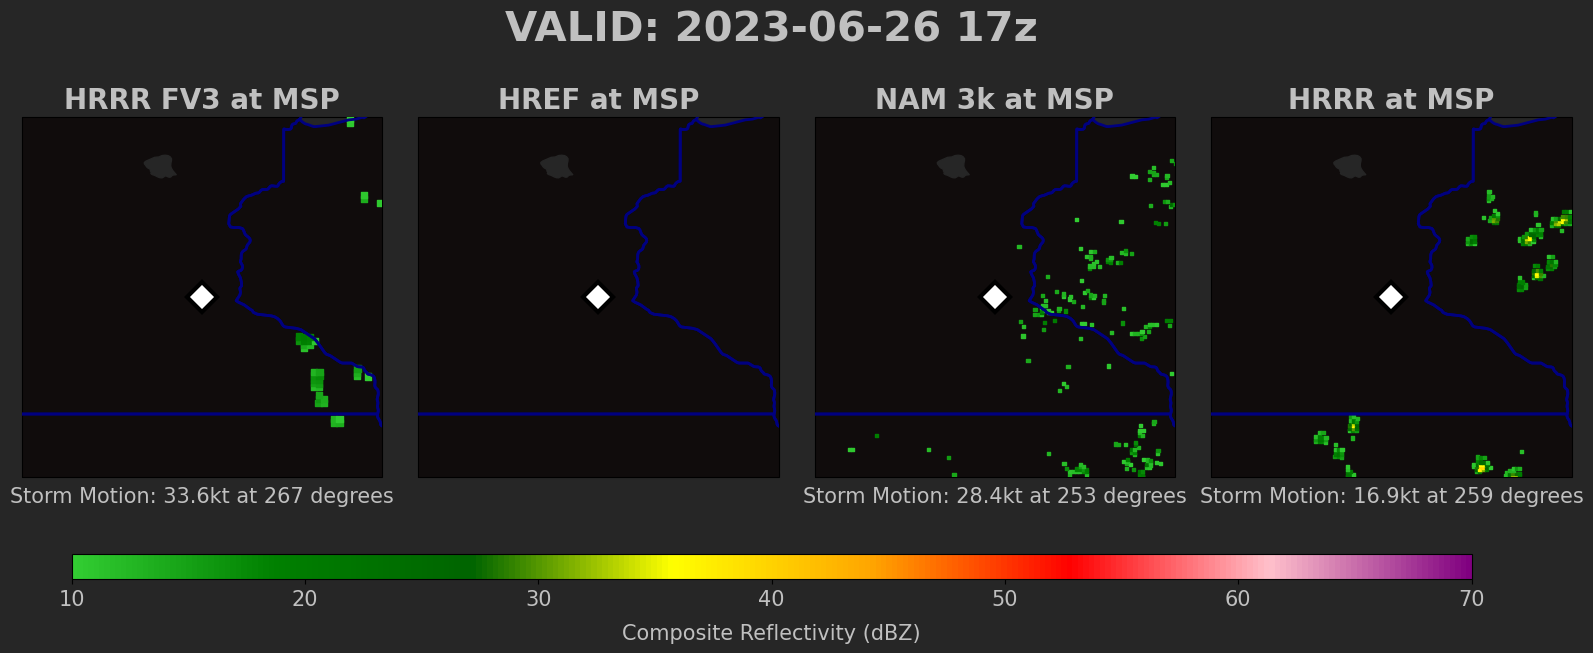 VALID: 2023-06-26 17z
HRRR FV3 at MSP
HREF at MSP
NAM 3k at MSP
HRRR at MSP
Storm Motion: 33.6kt at 267 degrees
Storm Motion: 28.4kt at 253 degrees
Storm Motion: 16.9kt at 259 degrees
10 20 30 40 50 60 70
Composite Reflectivity (dBZ)